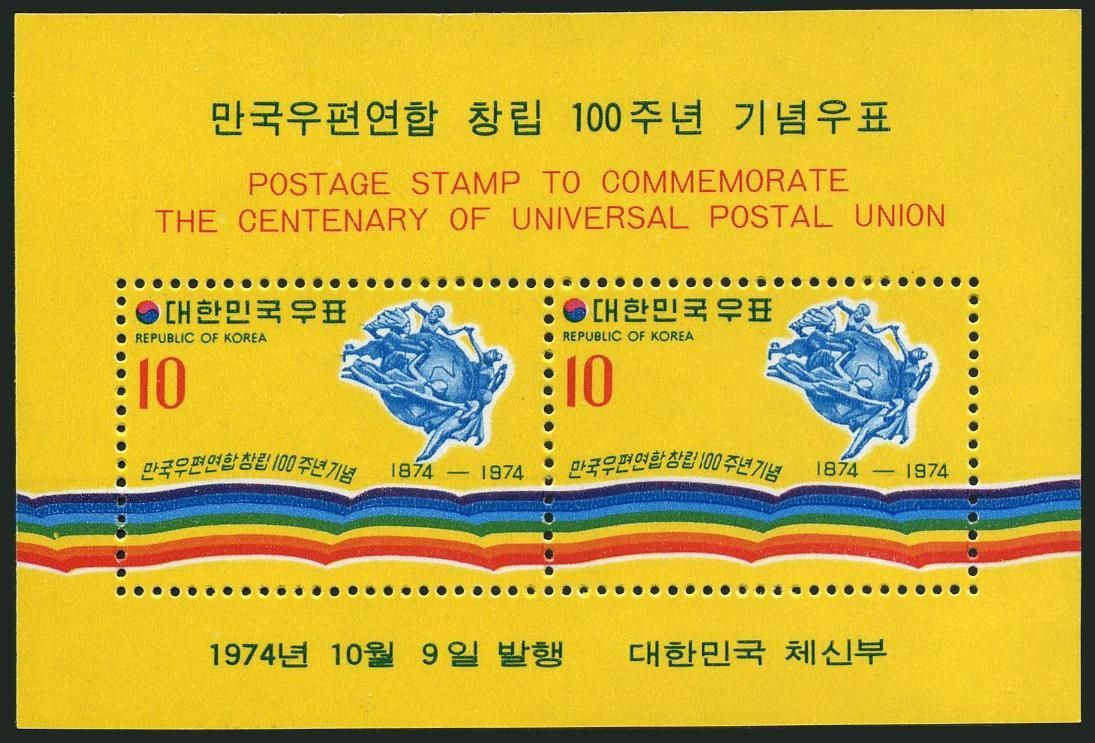 만국우편연합 창립 100주년 기념우표
POSTAGE STAMP TO COMMEMORATE
THE CENTENARY OF UNIVERSAL POSTAL UNION
대한민국우표
REPUBLIC OF KOREA
10
만국우편연합창립100주년기념
1874 — 1974
대한민국우표
REPUBLIC OF KOREA
10
만국우편연합창립100주년기념
1874 — 1974
1974년 10월 9일 발행 대한민국 체신부